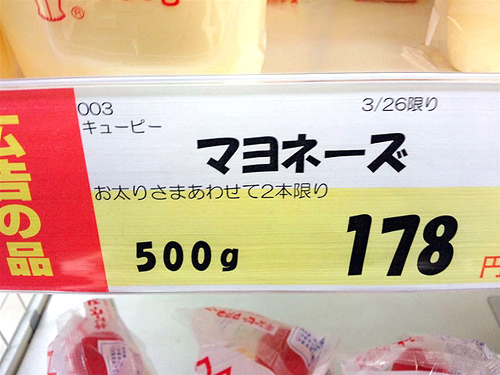 003
3/26限り
キューピー
マヨネーズ
お太りさまあわせて2本限り
500g
178
円
広告の品